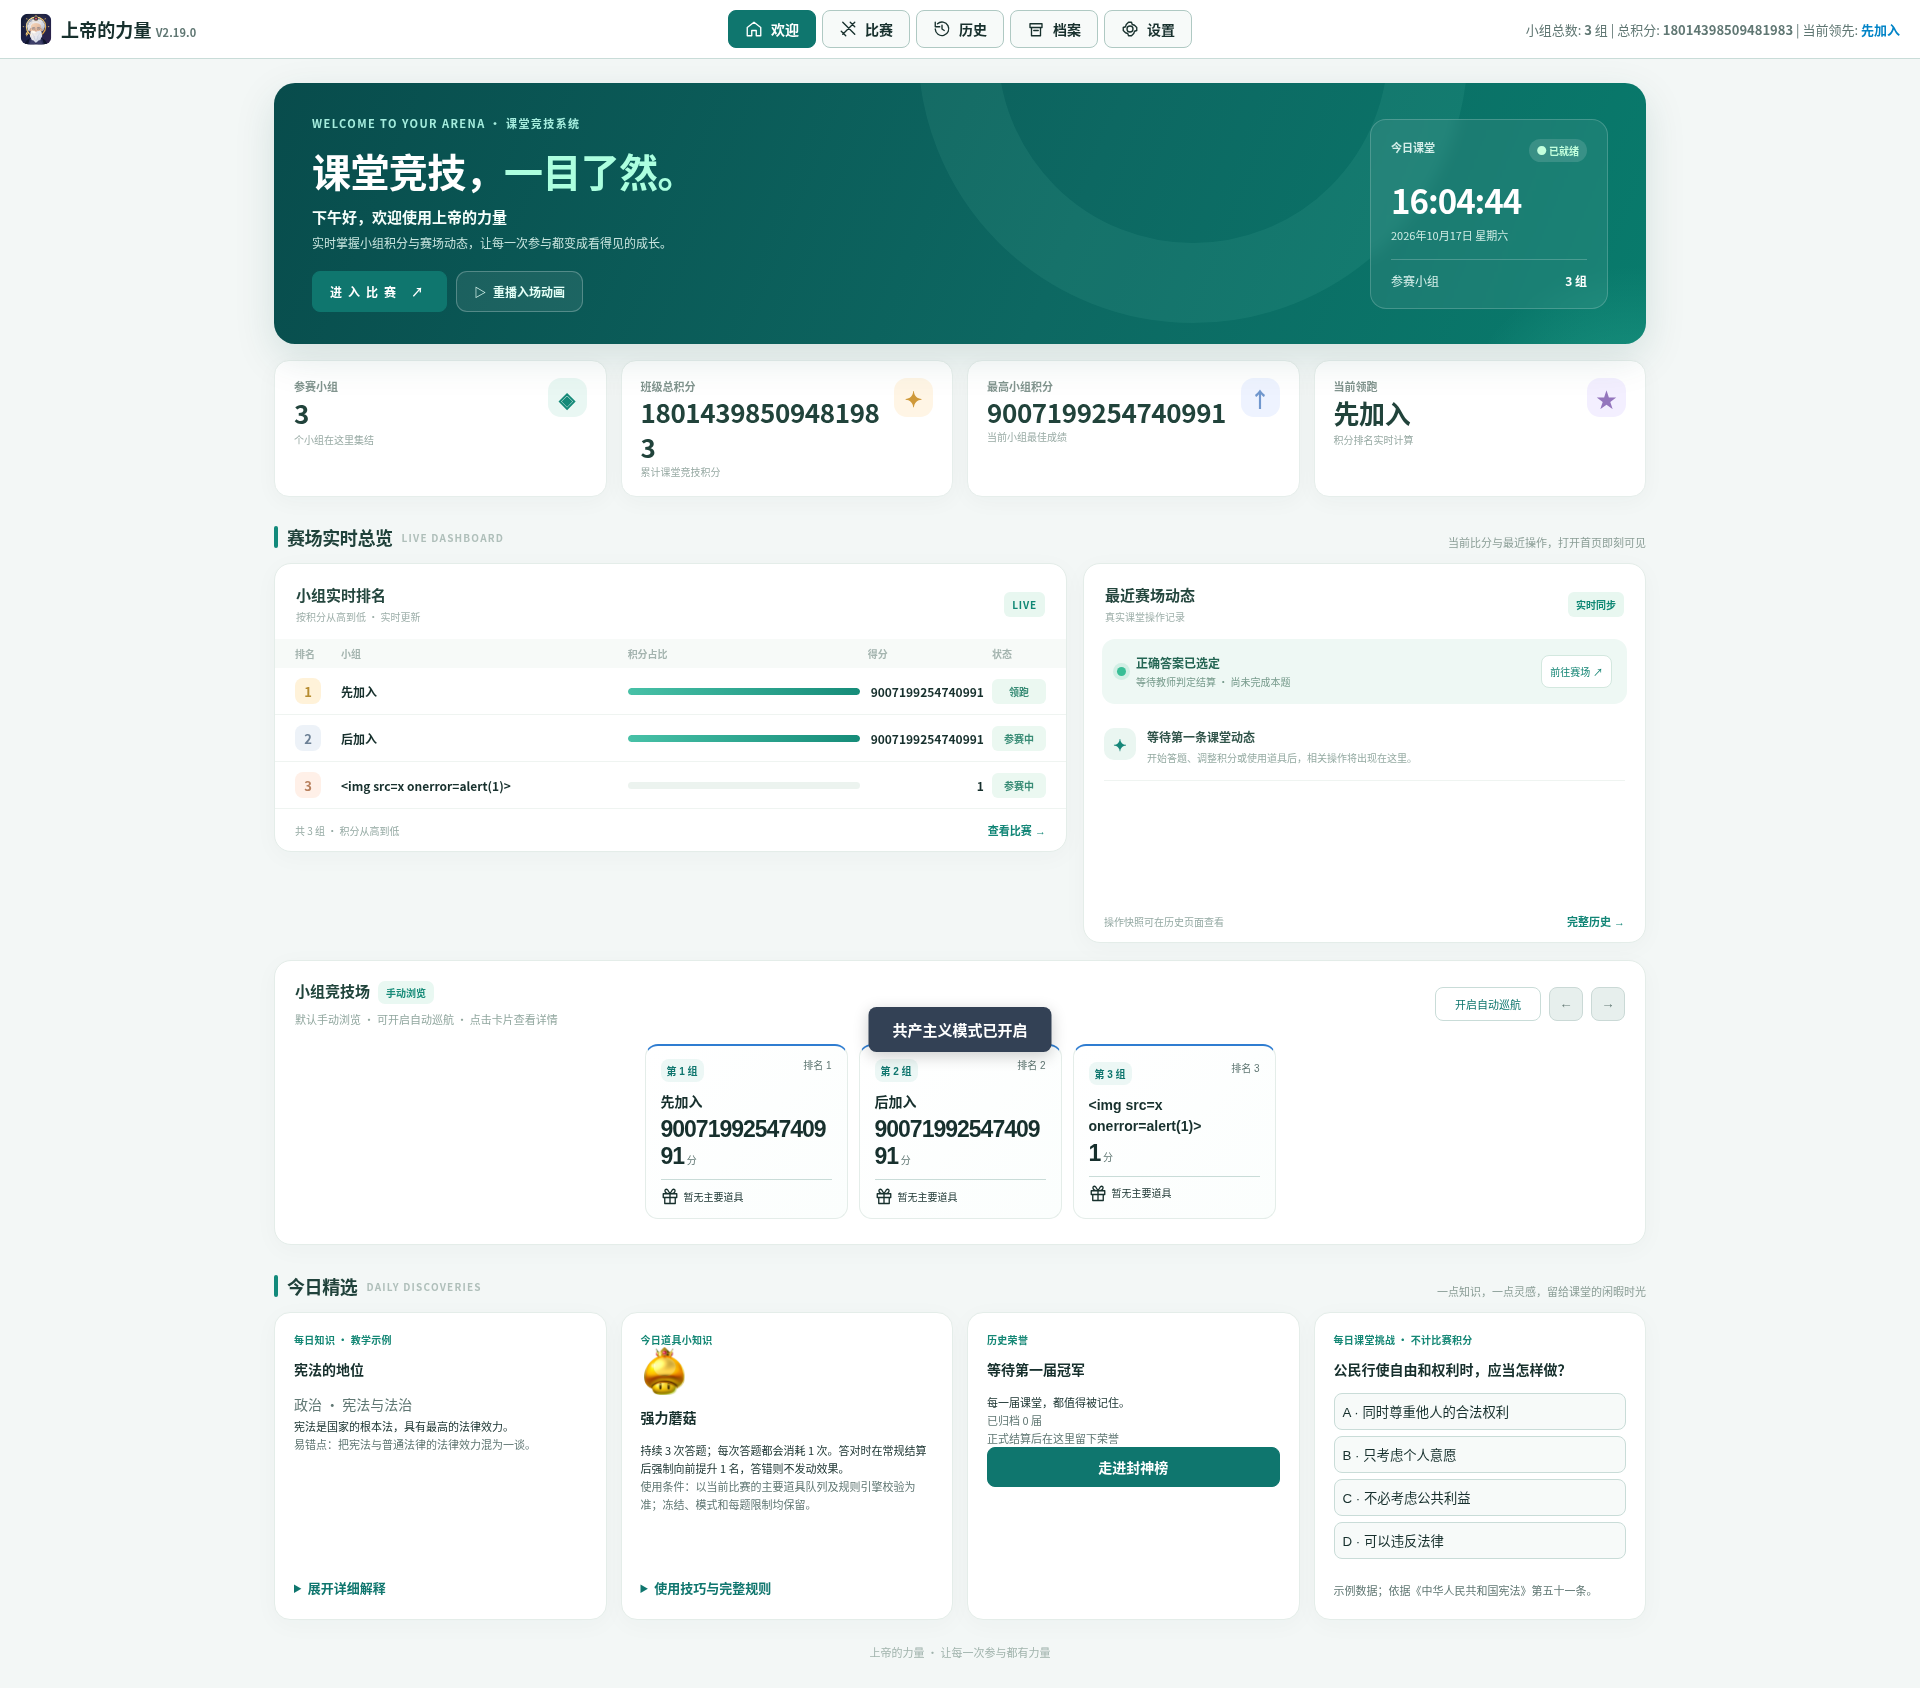 上帝的力量 V2.19.0
欢迎
比赛
历史
档案
设置
小组总数: 3 组 | 总积分: 18014398509481983 | 当前领先: 先加入
WELCOME TO YOUR ARENA · 课堂竞技系统
课堂竞技，一目了然。
下午好，欢迎使用上帝的力量
实时掌握小组积分与赛场动态，让每一次参与都变成看得见的成长。
进入比赛 ↗
▷ 重播入场动画
今日课堂
已就绪
16:04:44
2026年10月17日 星期六
参赛小组 3 组
参赛小组
3
个小组在这里集结
班级总积分
1801439850948198
3
累计课堂竞技积分
最高小组积分
9007199254740991
当前小组最佳成绩
当前领跑
先加入
积分排名实时计算
赛场实时总览 LIVE DASHBOARD
当前比分与最近操作，打开首页即刻可见
小组实时排名
按积分从高到低 · 实时更新
LIVE
排名 小组 积分占比 得分 状态
1 先加入 9007199254740991 领跑
2 后加入 9007199254740991 参赛中
3 <img src=x onerror=alert(1)> 1 参赛中
共 3 组 · 积分从高到低
查看比赛 →
最近赛场动态
真实课堂操作记录
实时同步
正确答案已选定
等待教师判定结算 · 尚未完成本题
前往赛场 ↗
等待第一条课堂动态
开始答题、调整积分或使用道具后，相关操作将出现在这里。
操作快照可在历史页面查看
完整历史 →
小组竞技场 手动浏览
默认手动浏览 · 可开启自动巡航 · 点击卡片查看详情
开启自动巡航
←
→
共产主义模式已开启
第 1 组 排名 1
先加入
90071992547409
91 分
暂无主要道具
第 2 组 排名 2
后加入
90071992547409
91 分
暂无主要道具
第 3 组 排名 3
<img src=x
onerror=alert(1)>
1 分
暂无主要道具
今日精选 DAILY DISCOVERIES
一点知识，一点灵感，留给课堂的闲暇时光
每日知识 · 教学示例
宪法的地位
政治 · 宪法与法治
宪法是国家的根本法，具有最高的法律效力。
易错点：把宪法与普通法律的法律效力混为一谈。
▶ 展开详细解释
今日道具小知识
强力蘑菇
持续 3 次答题；每次答题都会消耗 1 次。答对时在常规结算
后强制向前提升 1 名，答错则不发动效果。
使用条件：以当前比赛的主要道具队列及规则引擎校验为
准；冻结、模式和每题限制均保留。
▶ 使用技巧与完整规则
历史荣誉
等待第一届冠军
每一届课堂，都值得被记住。
已归档 0 届
正式结算后在这里留下荣誉
走进封神榜
每日课堂挑战 · 不计比赛积分
公民行使自由和权利时，应当怎样做？
A · 同时尊重他人的合法权利
B · 只考虑个人意愿
C · 不必考虑公共利益
D · 可以违反法律
示例数据；依据《中华人民共和国宪法》第五十一条。
上帝的力量 · 让每一次参与都有力量